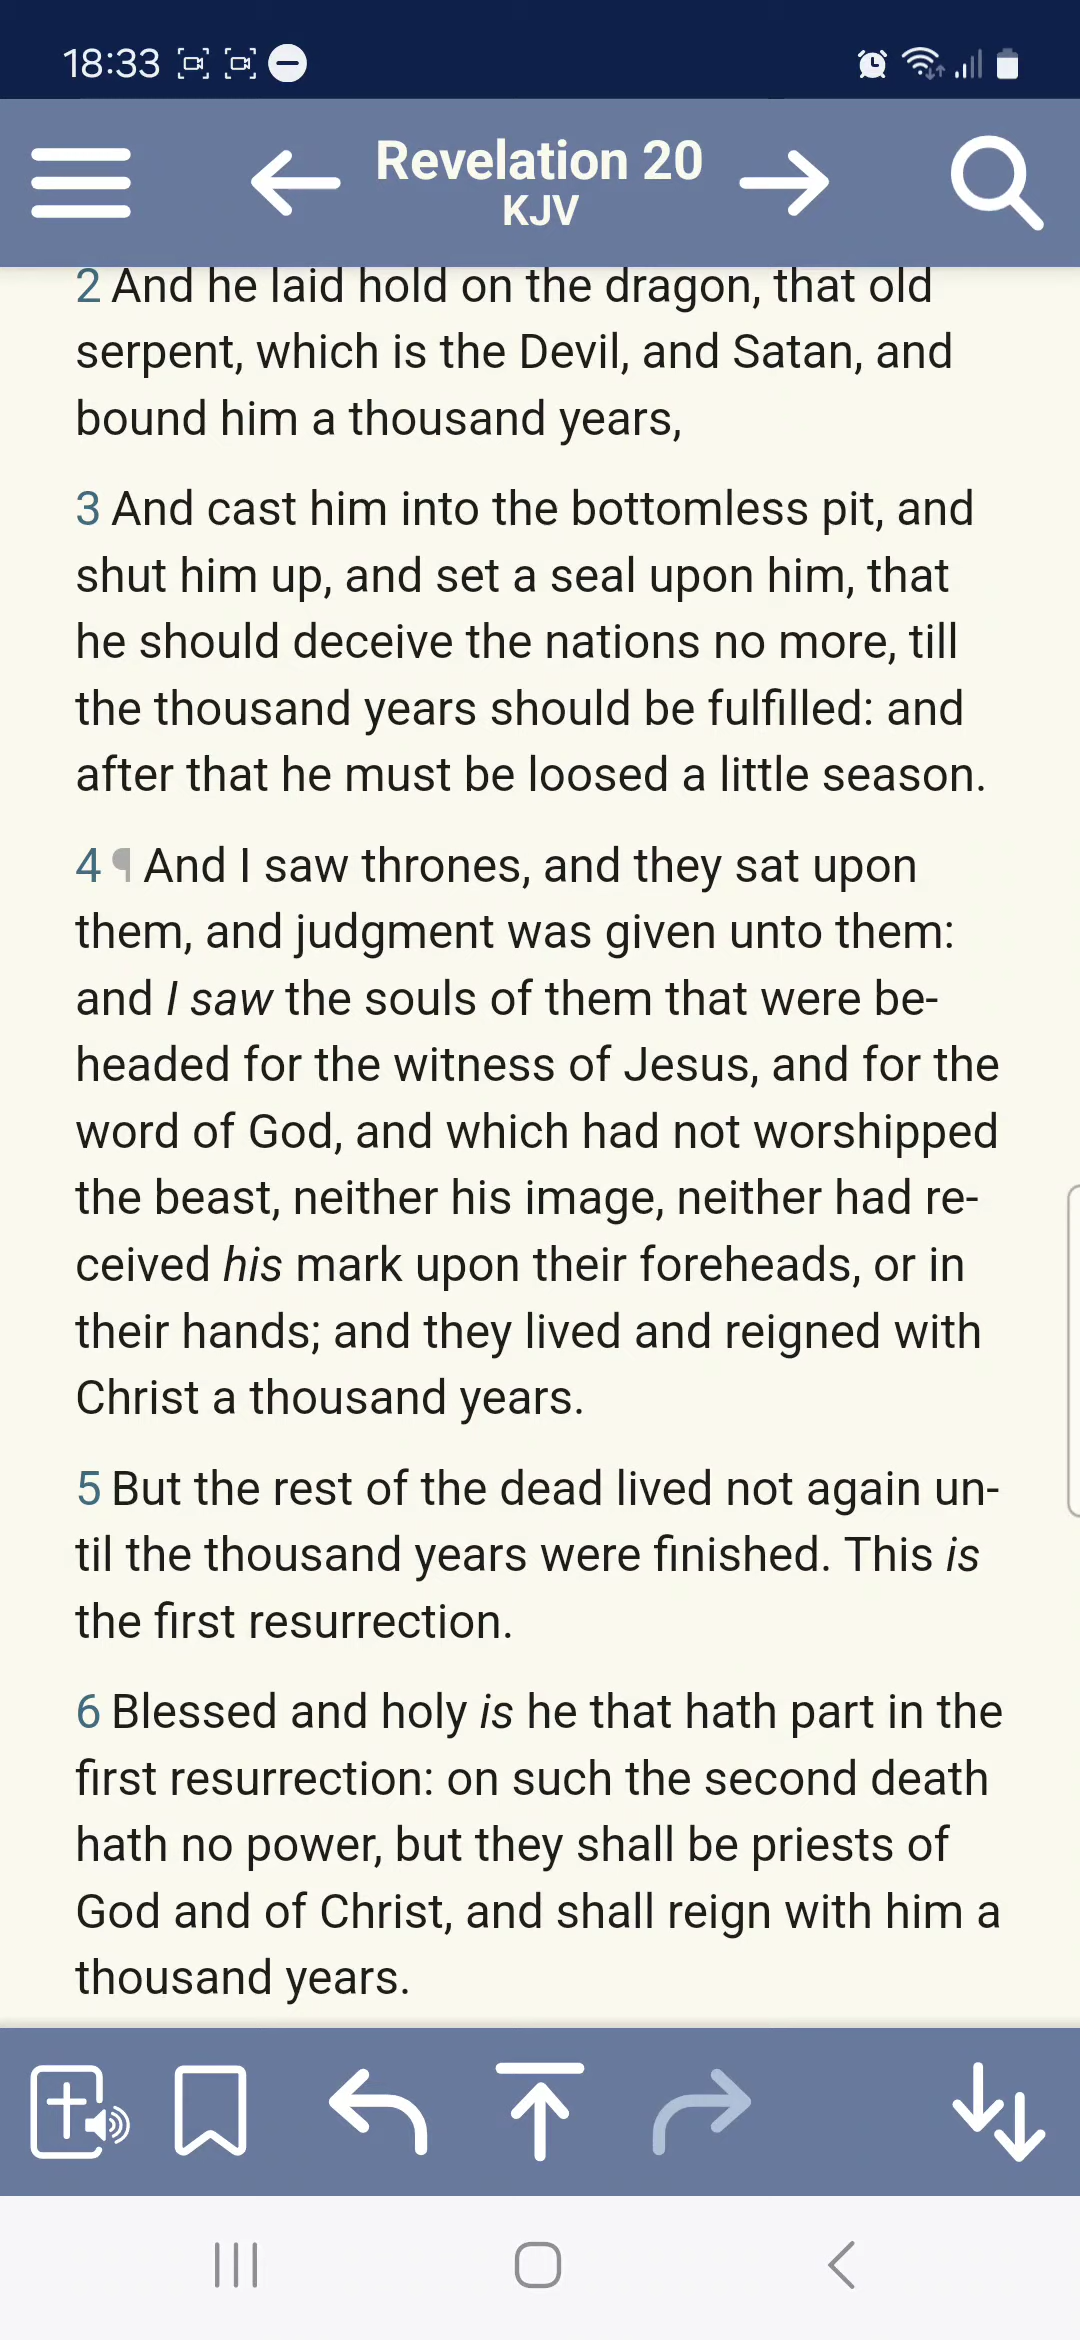 18:33
Revelation 20
KJV
2 And he laid hold on the dragon, that old
serpent, which is the Devil, and Satan, and
bound him a thousand years,
3 And cast him into the bottomless pit, and
shut him up, and set a seal upon him, that
he should deceive the nations no more, till
the thousand years should be fulfilled: and
after that he must be loosed a little season.
4 ¶ And I saw thrones, and they sat upon
them, and judgment was given unto them:
and I saw the souls of them that were be-
headed for the witness of Jesus, and for the
word of God, and which had not worshipped
the beast, neither his image, neither had re-
ceived his mark upon their foreheads, or in
their hands; and they lived and reigned with
Christ a thousand years.
5 But the rest of the dead lived not again un-
til the thousand years were finished. This is
the first resurrection.
6 Blessed and holy is he that hath part in the
first resurrection: on such the second death
hath no power, but they shall be priests of
God and of Christ, and shall reign with him a
thousand years.